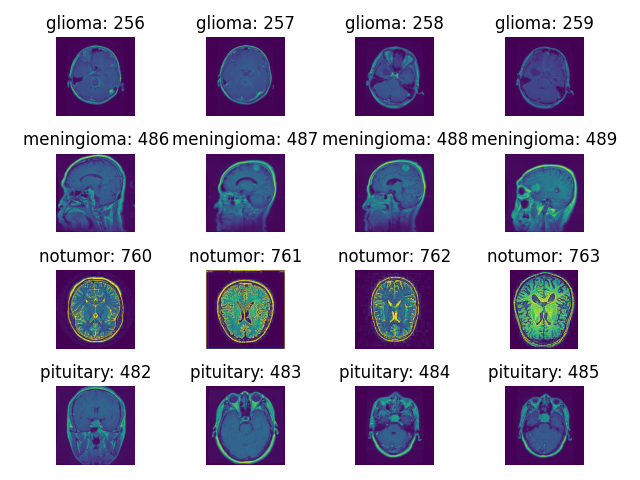 glioma: 256 glioma: 257 glioma: 258 glioma: 259
meningioma: 486 meningioma: 487 meningioma: 488 meningioma: 489
notumor: 760 notumor: 761 notumor: 762 notumor: 763
pituitary: 482 pituitary: 483 pituitary: 484 pituitary: 485